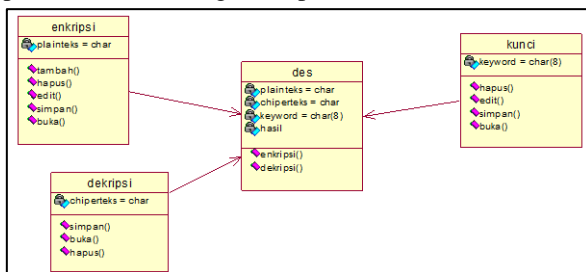 enkripsi
plainteks = char
tambah()
hapus()
edit()
simpan()
buka()
des
plainteks = char
chiperteks = char
keyword = char(8)
hasil
enkripsi()
dekripsi()
kunci
keyword = char(8)
hapus()
edit()
simpan()
buka()
dekripsi
chiperteks = char
simpan()
buka()
hapus()